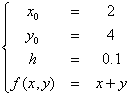 x₀ = 2
y₀ = 4
h = 0.1
f(x,y) = x+y